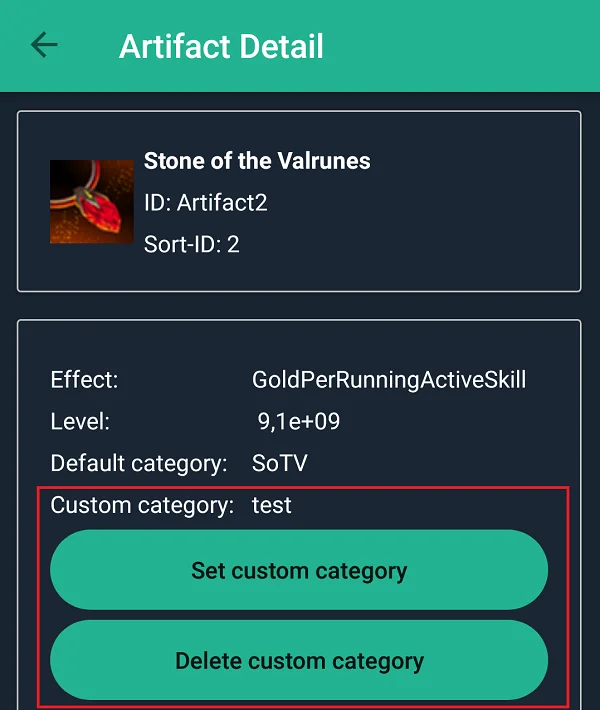 Artifact Detail
Stone of the Valrunes
ID: Artifact2
Sort-ID: 2
Effect: GoldPerRunningActiveSkill
Level: 9,1e+09
Default category: SoTV
Custom category: test
Set custom category
Delete custom category